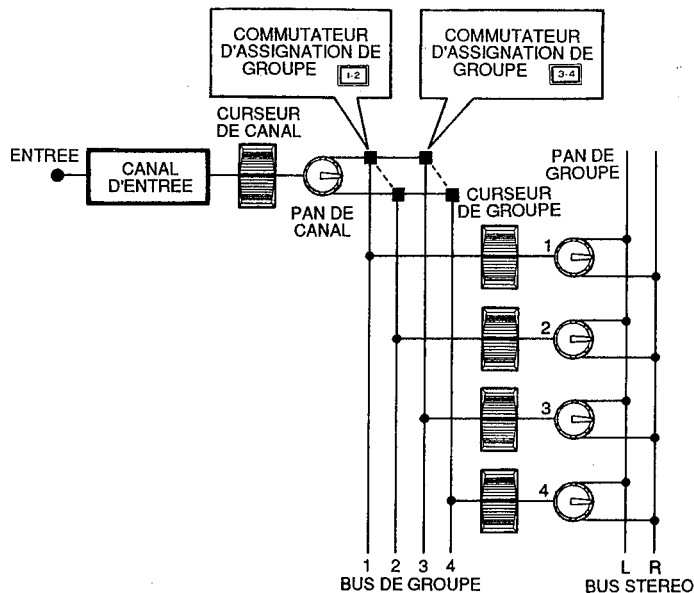 COMMUTATEUR
D'ASSIGNATION DE
GROUPE 1-2
COMMUTATEUR
D'ASSIGNATION DE
GROUPE 3-4
CURSEUR
DE CANAL
ENTREE
CANAL
D'ENTREE
PAN DE
CANAL
CURSEUR
DE GROUPE
PAN DE
GROUPE
1
2
3
4
1 2 3 4
BUS DE GROUPE
L R
BUS STEREO